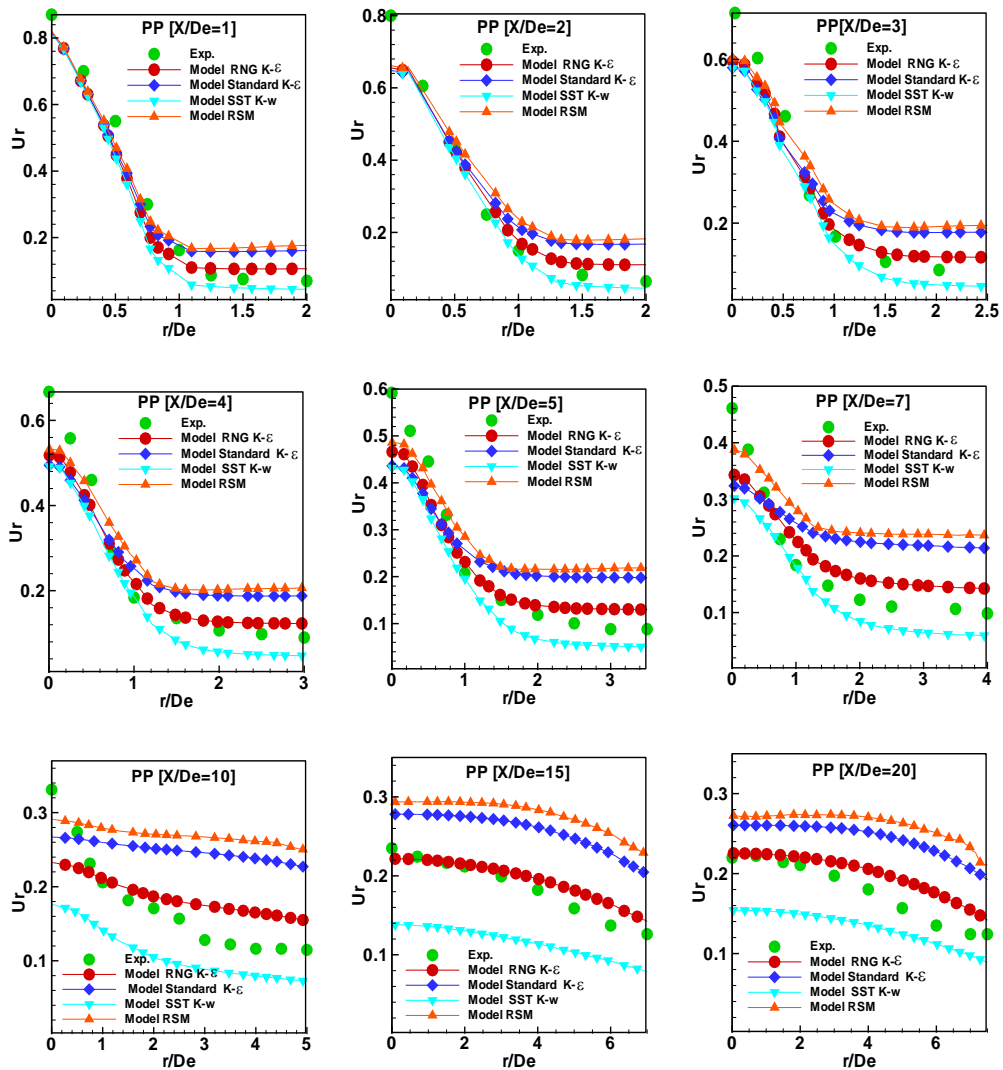 PP [X/De=1]
Exp.
Model RNG K-ε
Model Standard K-ε
Model SST K-w
Model RSM
Ur
0.8
0.6
0.4
0.2
0 0.5 1 1.5 2
r/De
PP [X/De=2]
Exp.
Model RNG K-ε
Model Standard K-ε
Model SST K-w
Model RSM
Ur
0.8
0.6
0.4
0.2
0 0.5 1 1.5 2
r/De
PP[X/De=3]
Exp.
Model RNG K-ε
Model Standard K-ε
Model SST K-w
Model RSM
Ur
0.6
0.4
0.2
0 0.5 1 1.5 2 2.5
r/De
PP [X/De=4]
Exp.
Model RNG K-ε
Model Standard K-ε
Model SST K-w
Model RSM
Ur
0.6
0.4
0.2
0 1 2 3
r/De
PP [X/De=5]
Exp.
Model RNG K-ε
Model Standard K-ε
Model SST K-w
Model RSM
Ur
0.6
0.5
0.4
0.3
0.2
0.1
0 1 2 3
r/De
PP [X/De=7]
Exp.
Model RNG K-ε
Model Standard K-ε
Model SST K-w
Model RSM
Ur
0.5
0.4
0.3
0.2
0.1
0 1 2 3 4
r/De
PP [X/De=10]
Ur
0.3
0.2
0.1
Exp.
Model RNG K-ε
Model Standard K-ε
Model SST K-w
Model RSM
0 1 2 3 4 5
r/De
PP [X/De=15]
Ur
0.3
0.2
0.1
Exp.
Model RNG K-ε
Model Standard K-ε
Model SST K-w
Model RSM
0 2 4 6
r/De
PP [X/De=20]
Ur
0.3
0.2
0.1
Exp.
Model RNG K-ε
Model Standard K-ε
Model SST K-w
Model RSM
0 2 4 6
r/De